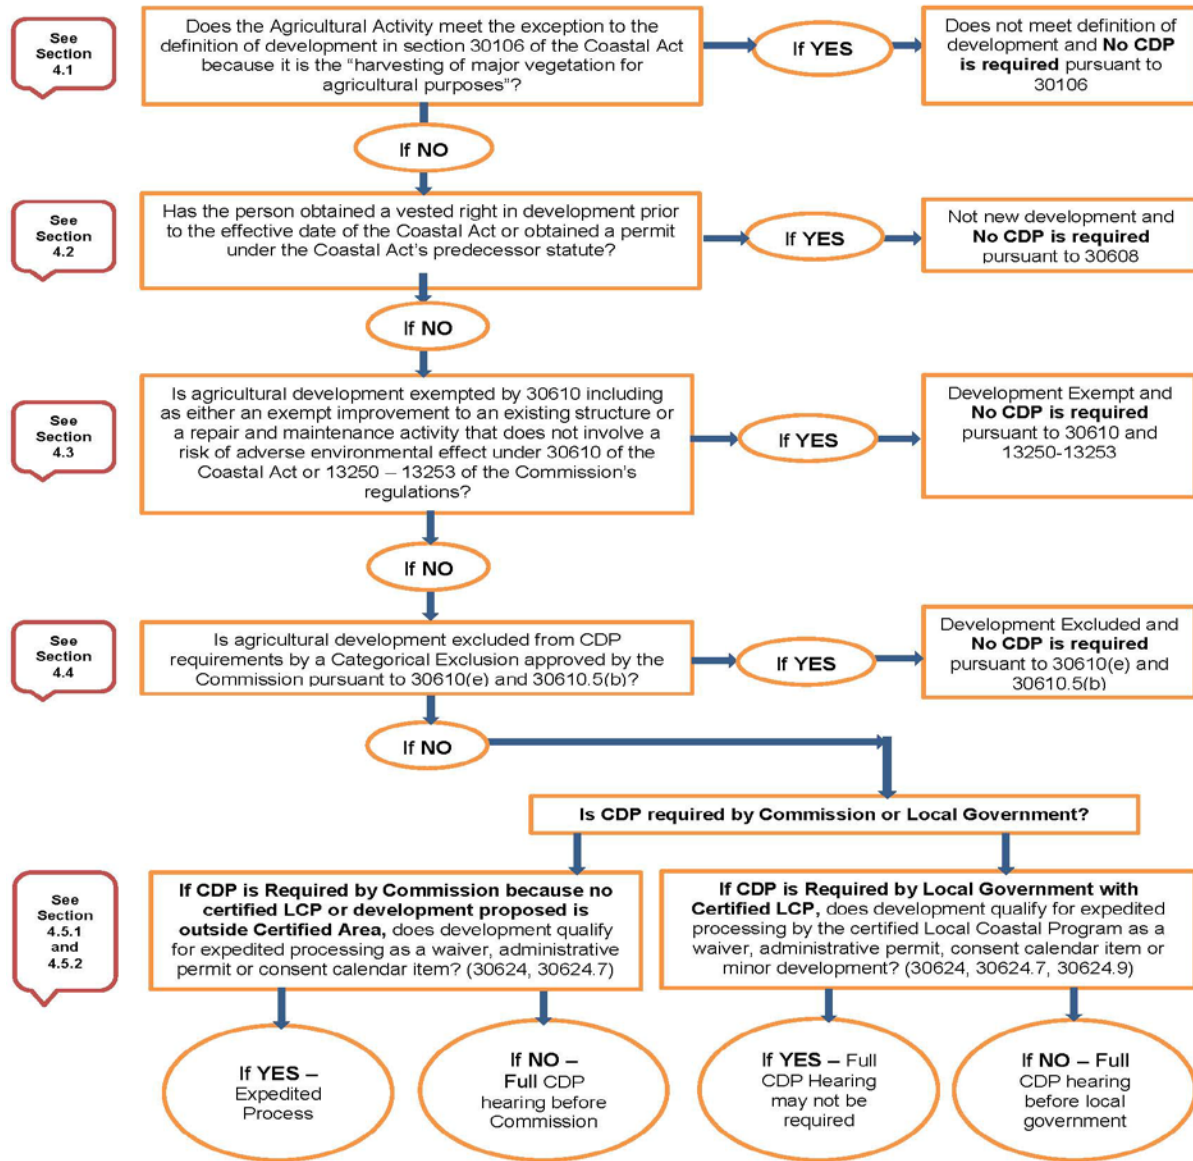 See
Section
4.1
Does the Agricultural Activity meet the exception to the
definition of development in section 30106 of the Coastal Act
because it is the “harvesting of major vegetation for
agricultural purposes”?
If YES
Does not meet definition of
development and No CDP
is required pursuant to
30106
If NO
See
Section
4.2
Has the person obtained a vested right in development prior
to the effective date of the Coastal Act or obtained a permit
under the Coastal Act’s predecessor statute?
If YES
Not new development and
No CDP is required
pursuant to 30608
If NO
See
Section
4.3
Is agricultural development exempted by 30610 including
as either an exempt improvement to an existing structure or
a repair and maintenance activity that does not involve a
risk of adverse environmental effect under 30610 of the
Coastal Act or 13250 – 13253 of the Commission’s
regulations?
If YES
Development Exempt and
No CDP is required
pursuant to 30610 and
13250-13253
If NO
See
Section
4.4
Is agricultural development excluded from CDP
requirements by a Categorical Exclusion approved by the
Commission pursuant to 30610(e) and 30610.5(b)?
If YES
Development Excluded and
No CDP is required
pursuant to 30610(e) and
30610.5(b)
If NO
Is CDP required by Commission or Local Government?
See
Section
4.5.1
and
4.5.2
If CDP is Required by Commission because no
certified LCP or development proposed is
outside Certified Area, does development qualify
for expedited processing as a waiver, administrative
permit or consent calendar item? (30624, 30624.7)
If CDP is Required by Local Government with
Certified LCP, does development qualify for expedited
processing by the certified Local Coastal Program as a
waiver, administrative permit, consent calendar item or
minor development? (30624, 30624.7, 30624.9)
If YES –
Expedited
Process
If NO –
Full CDP
hearing before
Commission
If YES – Full
CDP Hearing
may not be
required
If NO – Full
CDP hearing
before local
government